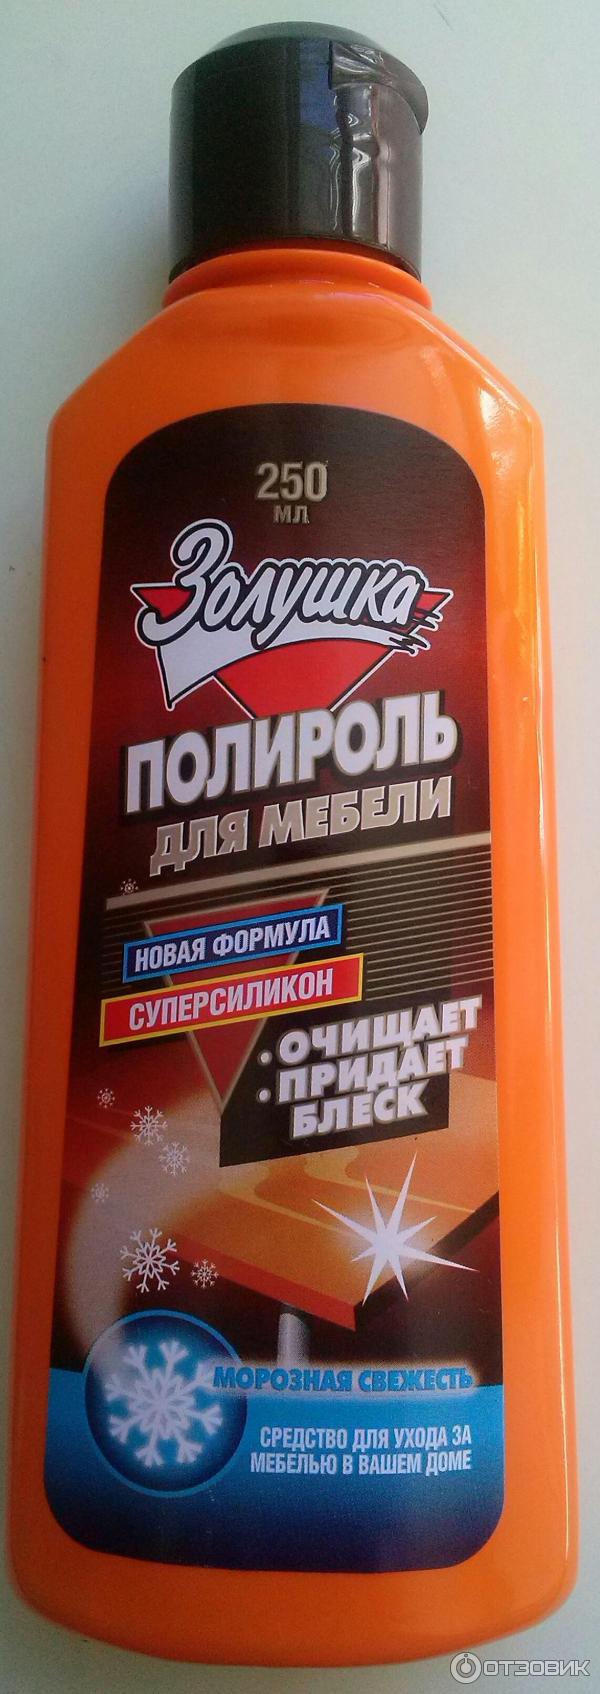 250
МЛ
Золушка
ПОЛИРОЛЬ
ДЛЯ МЕБЕЛИ
НОВАЯ ФОРМУЛА
СУПЕРСИЛИКОН
• ОЧИЩАЕТ
• ПРИДАЕТ
БЛЕСК
МОРОЗНАЯ СВЕЖЕСТЬ
СРЕДСТВО ДЛЯ УХОДА ЗА
МЕБЕЛЬЮ В ВАШЕМ ДОМЕ
ОТЗОВИК